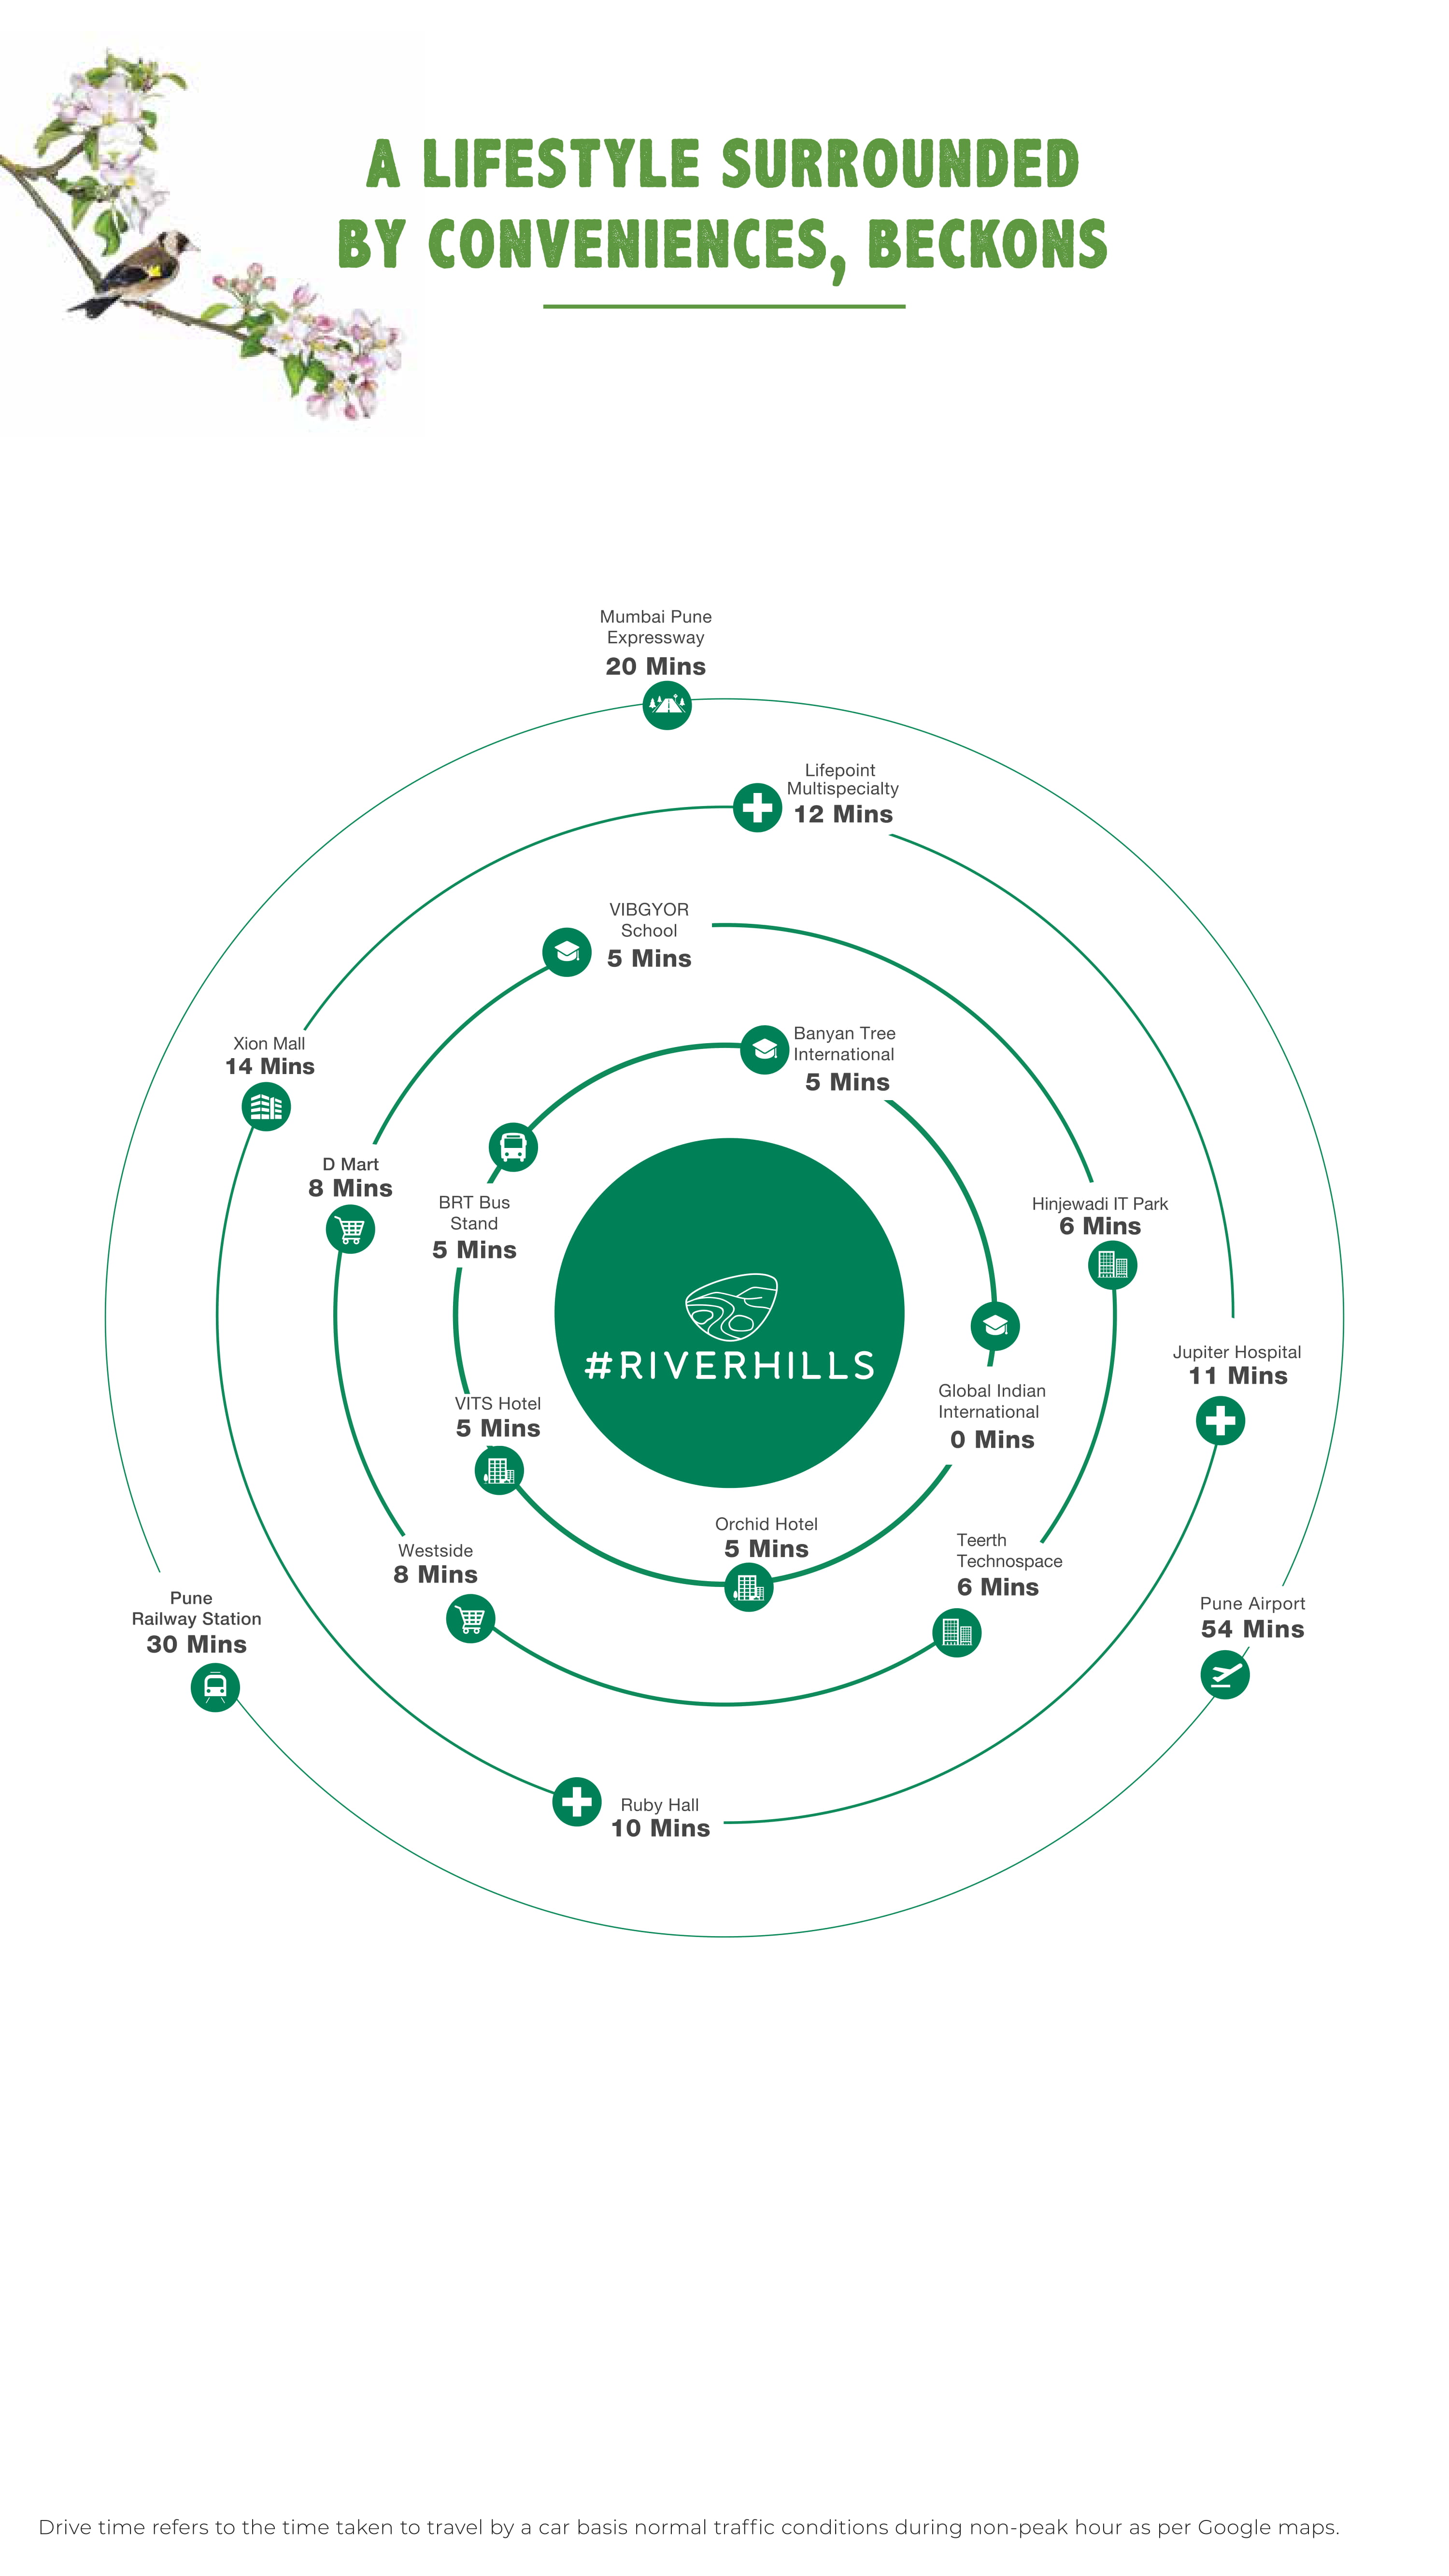 A LIFESTYLE SURROUNDED
BY CONVENIENCES, BECKONS
Mumbai Pune
Expressway
20 Mins
Lifepoint
Multispecialty
12 Mins
VIBGYOR
School
5 Mins
Banyan Tree
International
5 Mins
Xion Mall
14 Mins
D Mart
8 Mins
BRT Bus
Stand
5 Mins
Hinjewadi IT Park
6 Mins
#RIVERHILLS
Jupiter Hospital
11 Mins
Global Indian
International
0 Mins
VITS Hotel
5 Mins
Orchid Hotel
5 Mins
Teerth
Technospace
6 Mins
Westside
8 Mins
Pune
Railway Station
30 Mins
Pune Airport
54 Mins
Ruby Hall
10 Mins
Drive time refers to the time taken to travel by a car basis normal traffic conditions during non-peak hour as per Google maps.